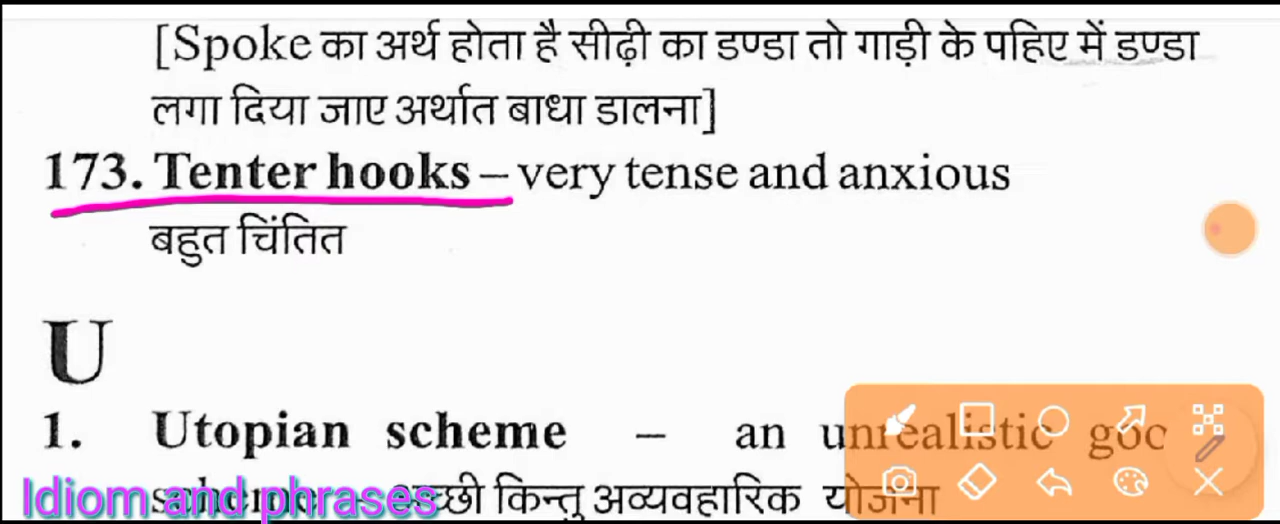 [Spoke का अर्थ होता है सीढ़ी का डण्डा तो गाड़ी के पहिए में डण्डा
लगा दिया जाए अर्थात बाधा डालना]
173. Tenter hooks – very tense and anxious
बहुत चिंतित
U
1. Utopian scheme – an unrealistic
किन्तु अव्यवहारिक योजना
Idiom and phrases